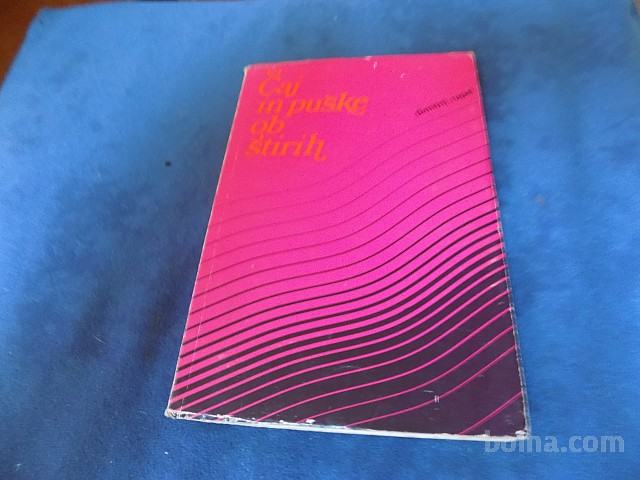 Čaj
in puške
ob
štirih
bolha.com